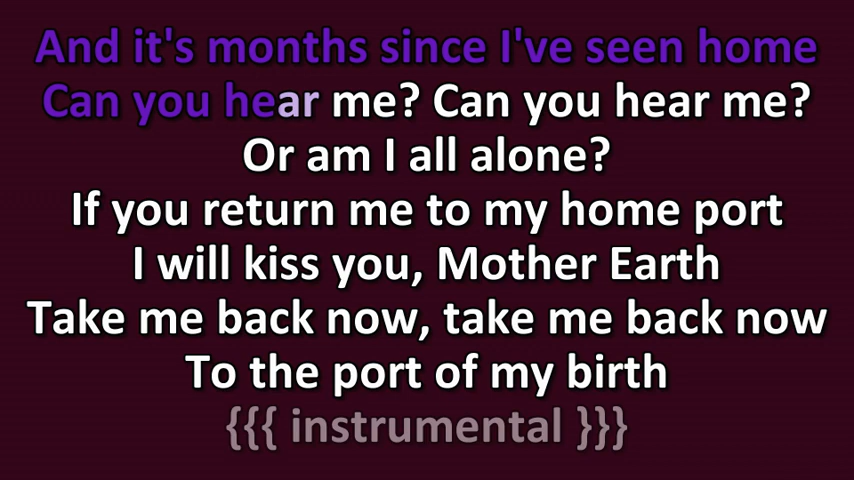 And it's months since I've seen home
Can you hear me? Can you hear me?
Or am I all alone?
If you return me to my home port
I will kiss you, Mother Earth
Take me back now, take me back now
To the port of my birth
{{{ instrumental }}}